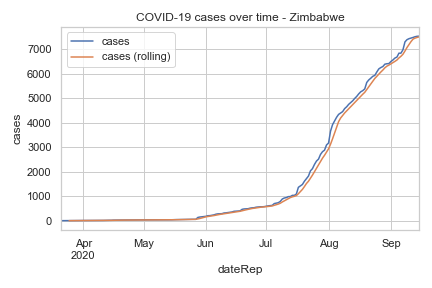 COVID-19 cases over time - Zimbabwe
cases
cases (rolling)
cases
7000
6000
5000
4000
3000
2000
1000
0
Apr
2020
May
Jun
Jul
Aug
Sep
dateRep